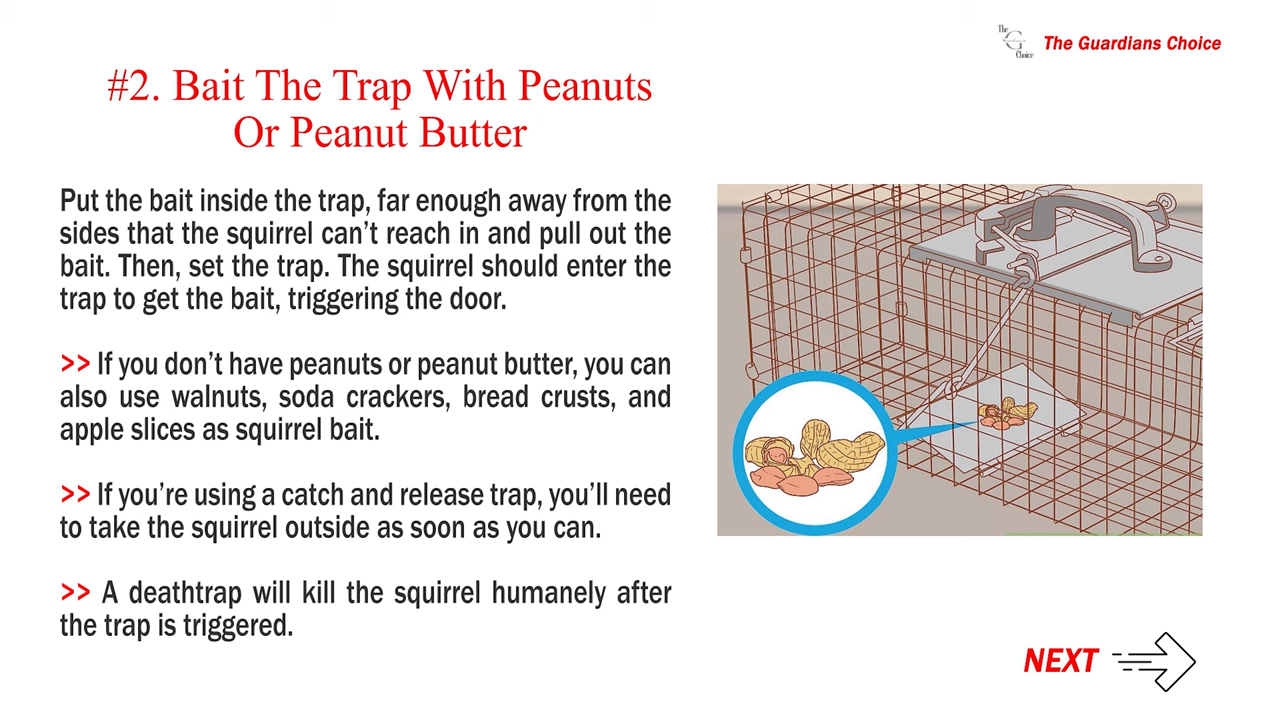 The
G
Guardians
Choice
The Guardians Choice
#2. Bait The Trap With Peanuts
Or Peanut Butter
Put the bait inside the trap, far enough away from the
sides that the squirrel can’t reach in and pull out the
bait. Then, set the trap. The squirrel should enter the
trap to get the bait, triggering the door.
>> If you don’t have peanuts or peanut butter, you can
also use walnuts, soda crackers, bread crusts, and
apple slices as squirrel bait.
>> If you’re using a catch and release trap, you’ll need
to take the squirrel outside as soon as you can.
>> A deathtrap will kill the squirrel humanely after
the trap is triggered.
NEXT